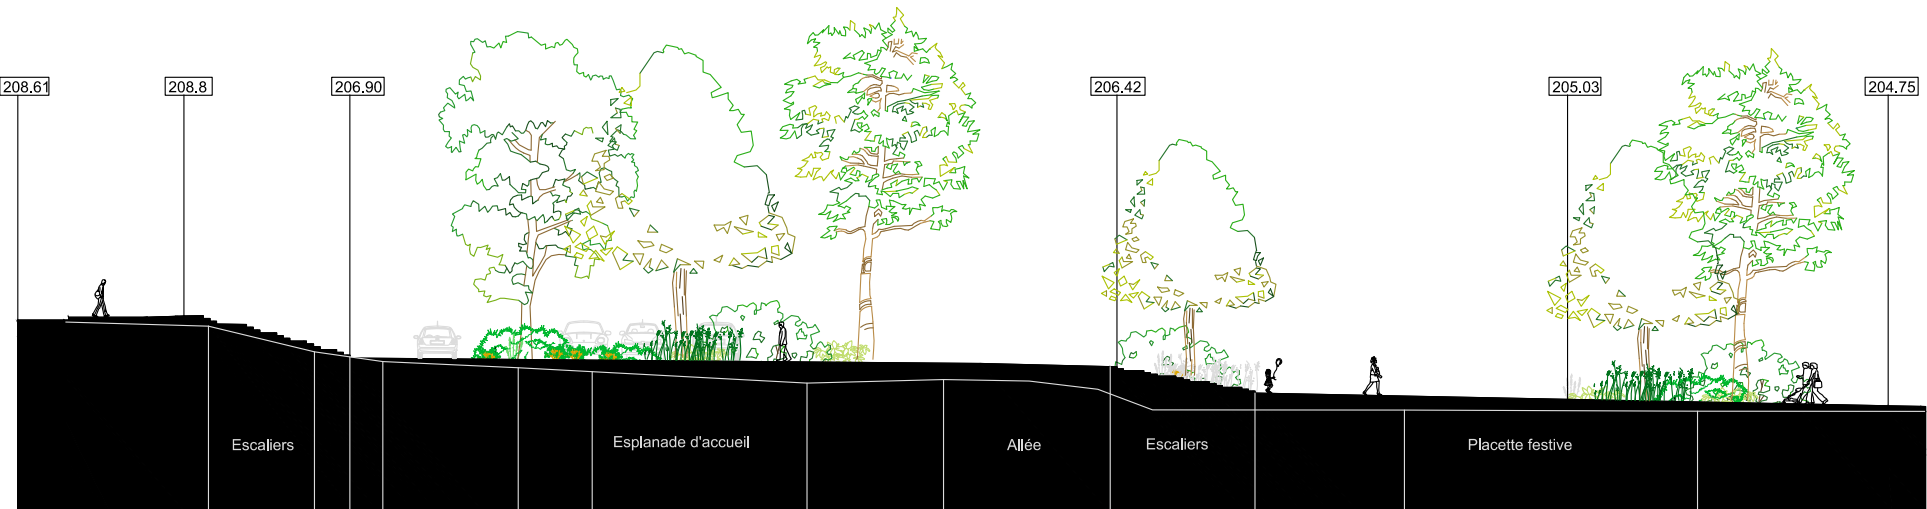 208.61
208.8
206.90
206.42
205.03
204.75
Escaliers
Esplanade d'accueil
Allée
Escaliers
Placette festive